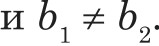 и b₁ ≠ b₂.